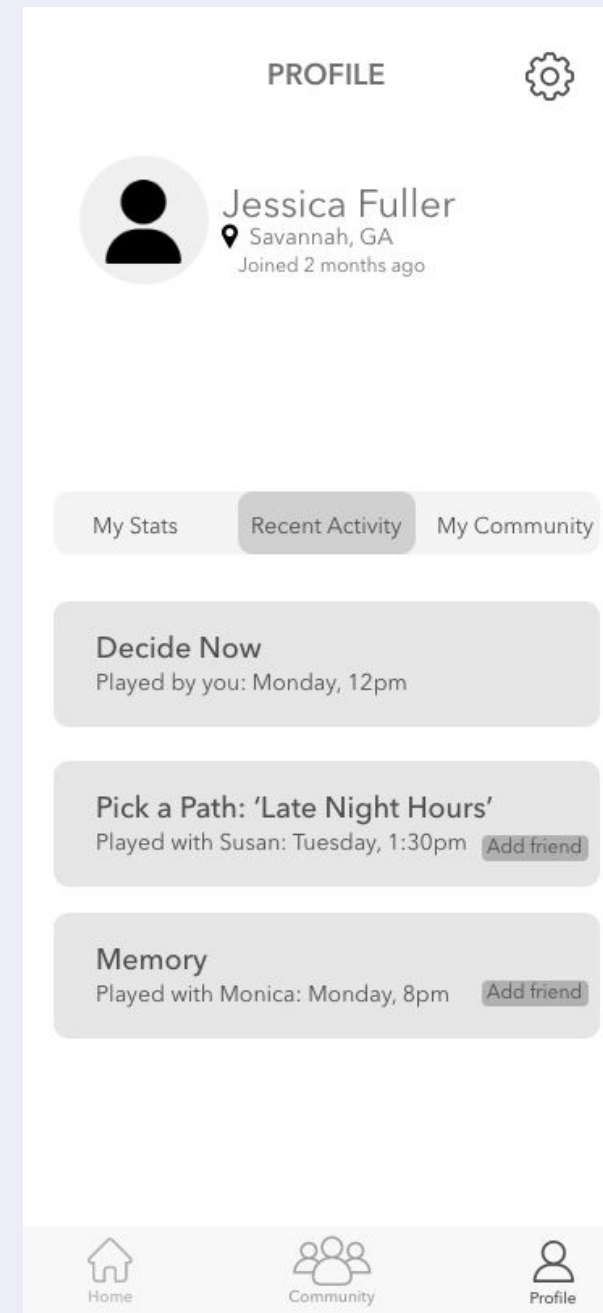 PROFILE
Jessica Fuller
Savannah, GA
Joined 2 months ago
My Stats
Recent Activity
My Community
Decide Now
Played by you: Monday, 12pm
Pick a Path: ‘Late Night Hours’
Played with Susan: Tuesday, 1:30pm
Add friend
Memory
Played with Monica: Monday, 8pm
Add friend
Home
Community
Profile